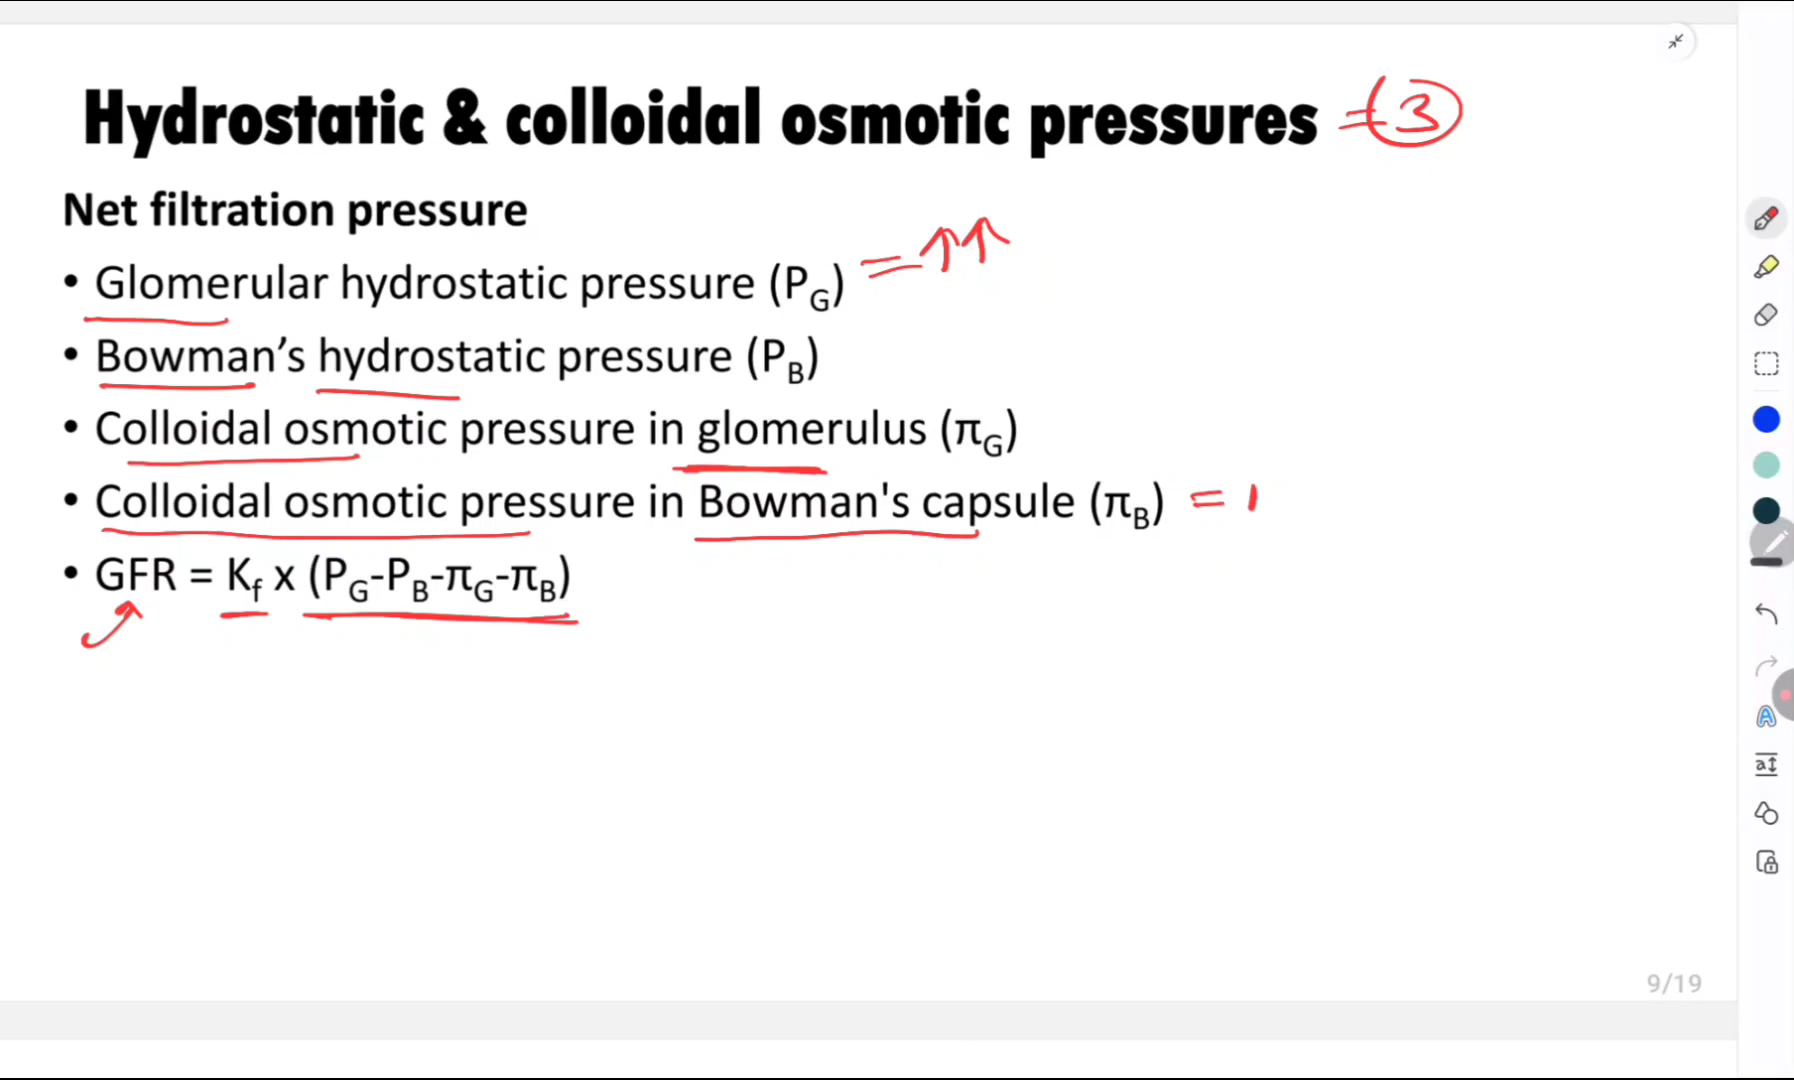 Hydrostatic & colloidal osmotic pressures = 3
Net filtration pressure
• Glomerular hydrostatic pressure (PG) = ↑↑
• Bowman’s hydrostatic pressure (PB)
• Colloidal osmotic pressure in glomerulus (πG)
• Colloidal osmotic pressure in Bowman's capsule (πB) = 1
• GFR = Kf x (PG-PB-πG-πB)
9/19